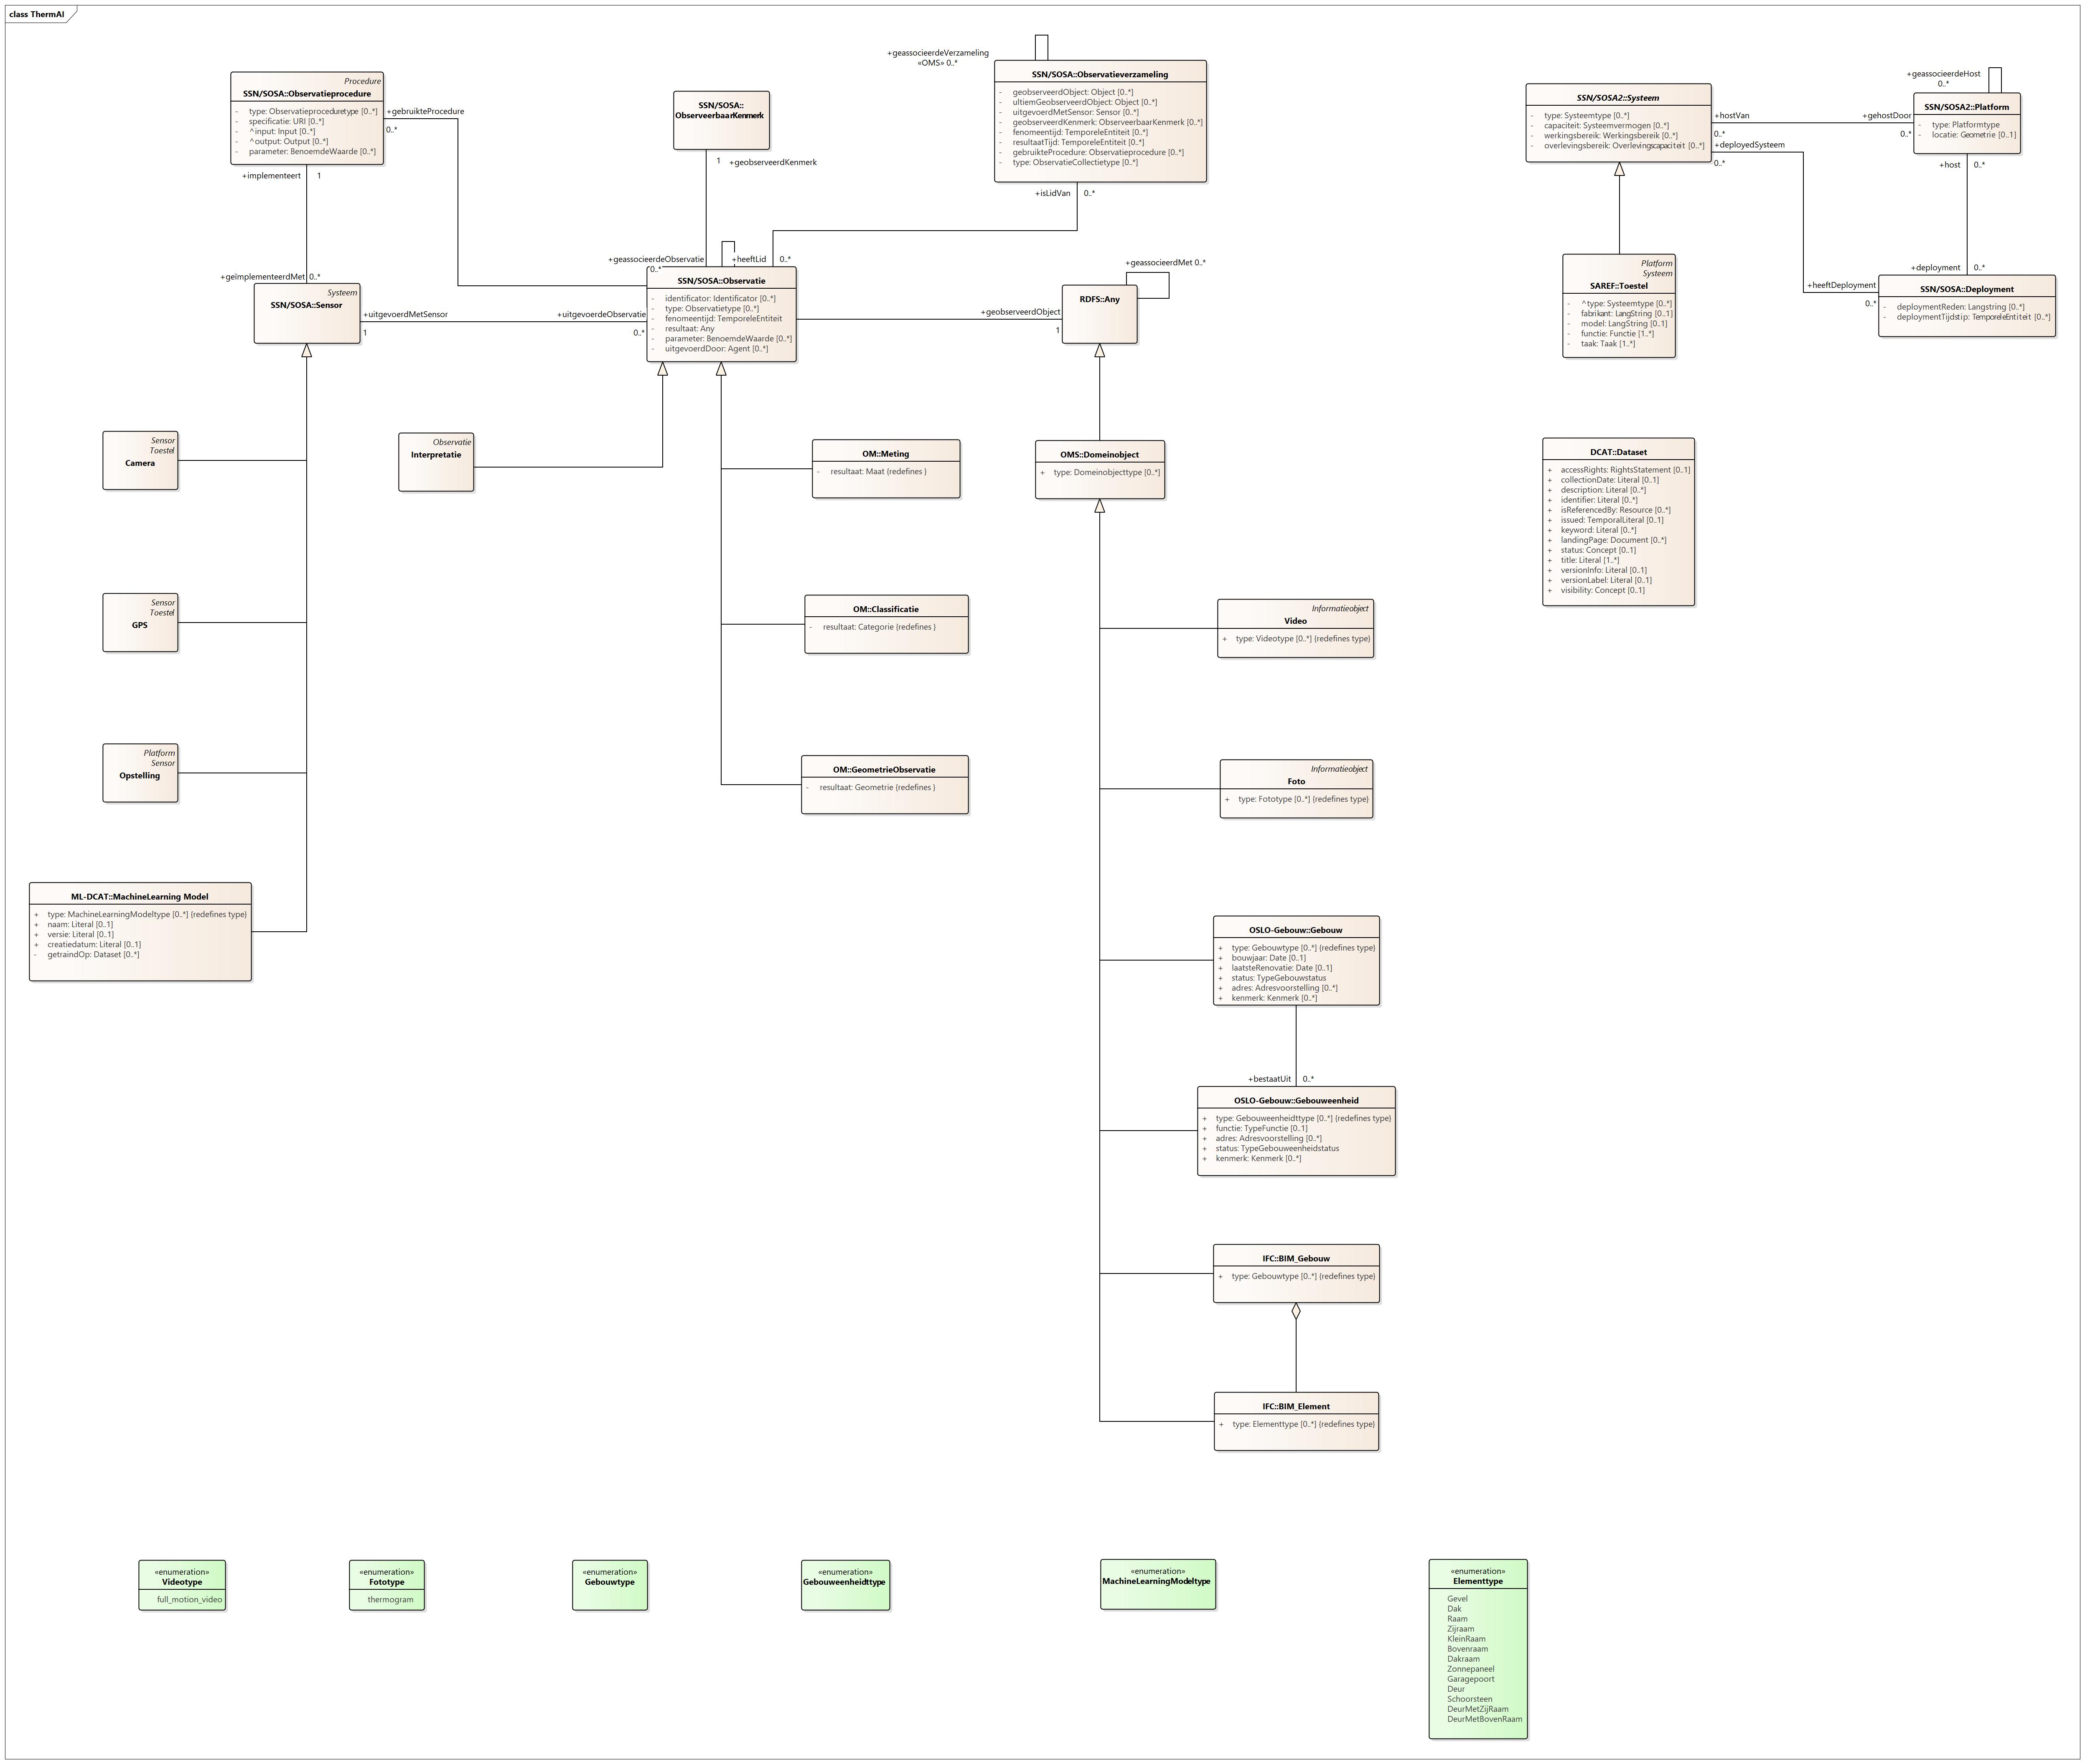 class ThermAI
Procedure
SSN/SOSA::Observatieprocedure
- type: Observatieproceduretype [0..*]
- specificatie: URI [0..*]
- ^input: Input [0..*]
- ^output: Output [0..*]
- parameter: BenoemdeWaarde [0..*]
+gebruikteProcedure
0..*
+implementeert 1
+geïmplementeerdMet 0..*
Systeem
SSN/SOSA::Sensor
+uitgevoerdMetSensor
1
+uitgevoerdeObservatie
0..*
SSN/SOSA::
ObserveerbaarKenmerk
1 +geobserveerdKenmerk
+geassocieerdeVerzameling
«OMS» 0..*
SSN/SOSA::Observatieverzameling
- geobserveerdObject: Object [0..*]
- ultiemGeobserveerdObject: Object [0..*]
- uitgevoerdMetSensor: Sensor [0..*]
- geobserveerdKenmerk: ObserveerbaarKenmerk [0..*]
- fenomeentijd: TemporeleEntiteit [0..*]
- resultaatTijd: TemporeleEntiteit [0..*]
- gebruikteProcedure: Observatieprocedure [0..*]
- type: ObservatieCollectietype [0..*]
+isLidVan 0..*
+geassocieerdeObservatie
0..*
+heeftLid 0..*
SSN/SOSA::Observatie
- identificator: Identificator [0..*]
- type: Observatietype [0..*]
- fenomeentijd: TemporeleEntiteit
- resultaat: Any
- parameter: BenoemdeWaarde [0..*]
- uitgevoerdDoor: Agent [0..*]
+geobserveerdObject
1
+geassocieerdMet 0..*
RDFS::Any
SSN/SOSA2::Systeem
- type: Systeemtype [0..*]
- capaciteit: Systeemvermogen [0..*]
- werkingsbereik: Werkingsbereik [0..*]
- overlevingsbereik: Overlevingscapaciteit [0..*]
+hostVan
0..*
+gehostDoor
0..*
+deployedSysteem
0..*
+geassocieerdeHost
0..*
SSN/SOSA2::Platform
- type: Platformtype
- locatie: Geometrie [0..1]
+host 0..*
+deployment 0..*
+heeftDeployment
0..*
SSN/SOSA::Deployment
- deploymentReden: Langstring [0..*]
- deploymentTijdstip: TemporeleEntiteit [0..*]
Platform
Systeem
SAREF::Toestel
- ^type: Systeemtype [0..*]
- fabrikant: LangString [0..1]
- model: LangString [0..1]
- functie: Functie [1..*]
- taak: Taak [1..*]
Sensor
Toestel
Camera
Observatie
Interpretatie
OM::Meting
- resultaat: Maat {redefines }
OMS::Domeinobject
+ type: Domeinobjecttype [0..*]
DCAT::Dataset
+ accessRights: RightsStatement [0..1]
+ collectionDate: Literal [0..1]
+ description: Literal [0..*]
+ identifier: Literal [0..*]
+ isReferencedBy: Resource [0..*]
+ issued: TemporalLiteral [0..1]
+ keyword: Literal [0..*]
+ landingPage: Document [0..*]
+ status: Concept [0..1]
+ title: Literal [1..*]
+ versionInfo: Literal [0..1]
+ versionLabel: Literal [0..1]
+ visibility: Concept [0..1]
Sensor
Toestel
GPS
OM::Classificatie
- resultaat: Categorie {redefines }
Informatieobject
Video
+ type: Videotype [0..*] {redefines type}
Platform
Sensor
Opstelling
OM::GeometrieObservatie
- resultaat: Geometrie {redefines }
Informatieobject
Foto
+ type: Fototype [0..*] {redefines type}
ML-DCAT::MachineLearning Model
+ type: MachineLearningModeltype [0..*] {redefines type}
+ naam: Literal [0..1]
+ versie: Literal [0..1]
+ creatiedatum: Literal [0..1]
- getraindOp: Dataset [0..*]
OSLO-Gebouw::Gebouw
+ type: Gebouwtype [0..*] {redefines type}
+ bouwjaar: Date [0..1]
+ laatsteRenovatie: Date [0..1]
+ status: TypeGebouwstatus
+ adres: Adresvoorstelling [0..*]
+ kenmerk: Kenmerk [0..*]
+bestaatUit 0..*
OSLO-Gebouw::Gebouweenheid
+ type: Gebouweenheidttype [0..*] {redefines type}
+ functie: TypeFunctie [0..1]
+ adres: Adresvoorstelling [0..*]
+ status: TypeGebouweenheidstatus
+ kenmerk: Kenmerk [0..*]
IFC::BIM_Gebouw
+ type: Gebouwtype [0..*] {redefines type}
IFC::BIM_Element
+ type: Elementtype [0..*] {redefines type}
«enumeration»
Videotype
full_motion_video
«enumeration»
Fototype
thermogram
«enumeration»
Gebouwtype
«enumeration»
Gebouweenheidttype
«enumeration»
MachineLearningModeltype
«enumeration»
Elementtype
Gevel
Dak
Raam
Zijraam
KleinRaam
Bovenraam
Dakraam
Zonnepaneel
Garagepoort
Deur
Schoorsteen
DeurMetZijRaam
DeurMetBovenRaam